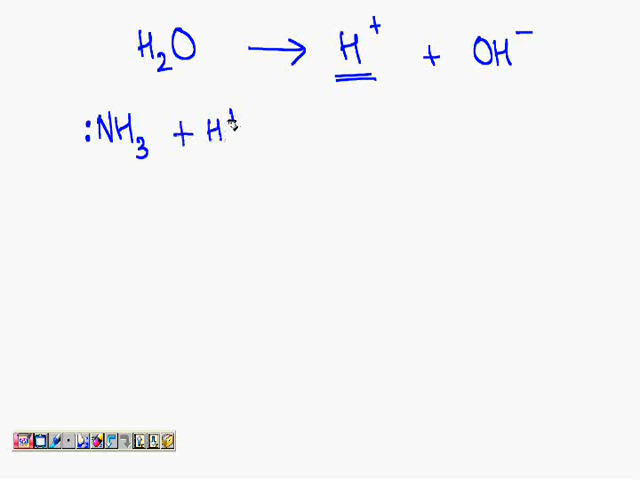 H₂O → H⁺ + OH⁻
:NH₃ + H⁺